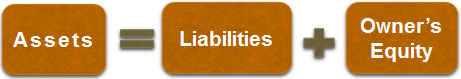 Assets = Liabilities + Owner's
Equity